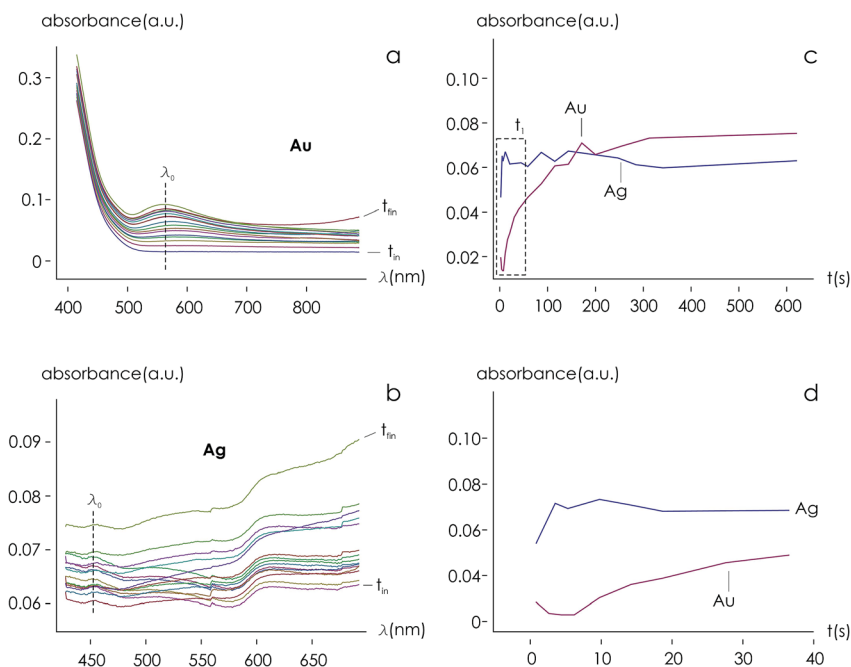 absorbance(a.u.)
a
0.3
0.2
0.1
0
λ0
Au
tfin
tin
λ(nm)
400 500 600 700 800
absorbance(a.u.)
c
0.10
0.08
0.06
0.04
0.02
t1
Au
Ag
0 100 200 300 400 500 600
t(s)
absorbance(a.u.)
b
0.09
0.08
0.07
0.06
λ0
Ag
tfin
tin
λ(nm)
450 500 550 600 650
absorbance(a.u.)
d
0.10
0.08
0.06
0.04
0
Ag
Au
0 10 20 30 40
t(s)